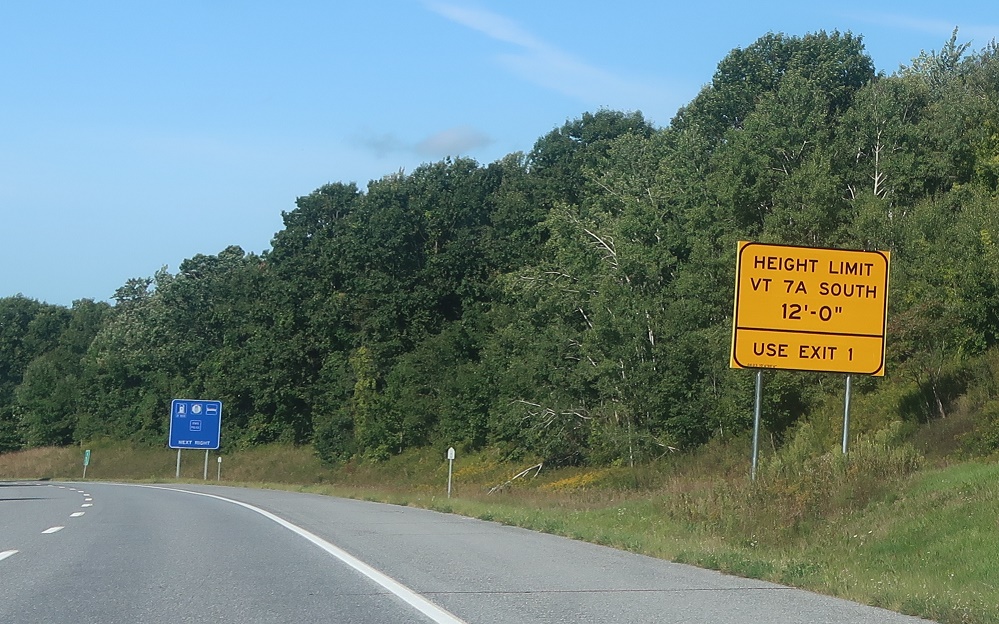 HEIGHT LIMIT
VT 7A SOUTH
12'-0"
USE EXIT 1
NEXT RIGHT